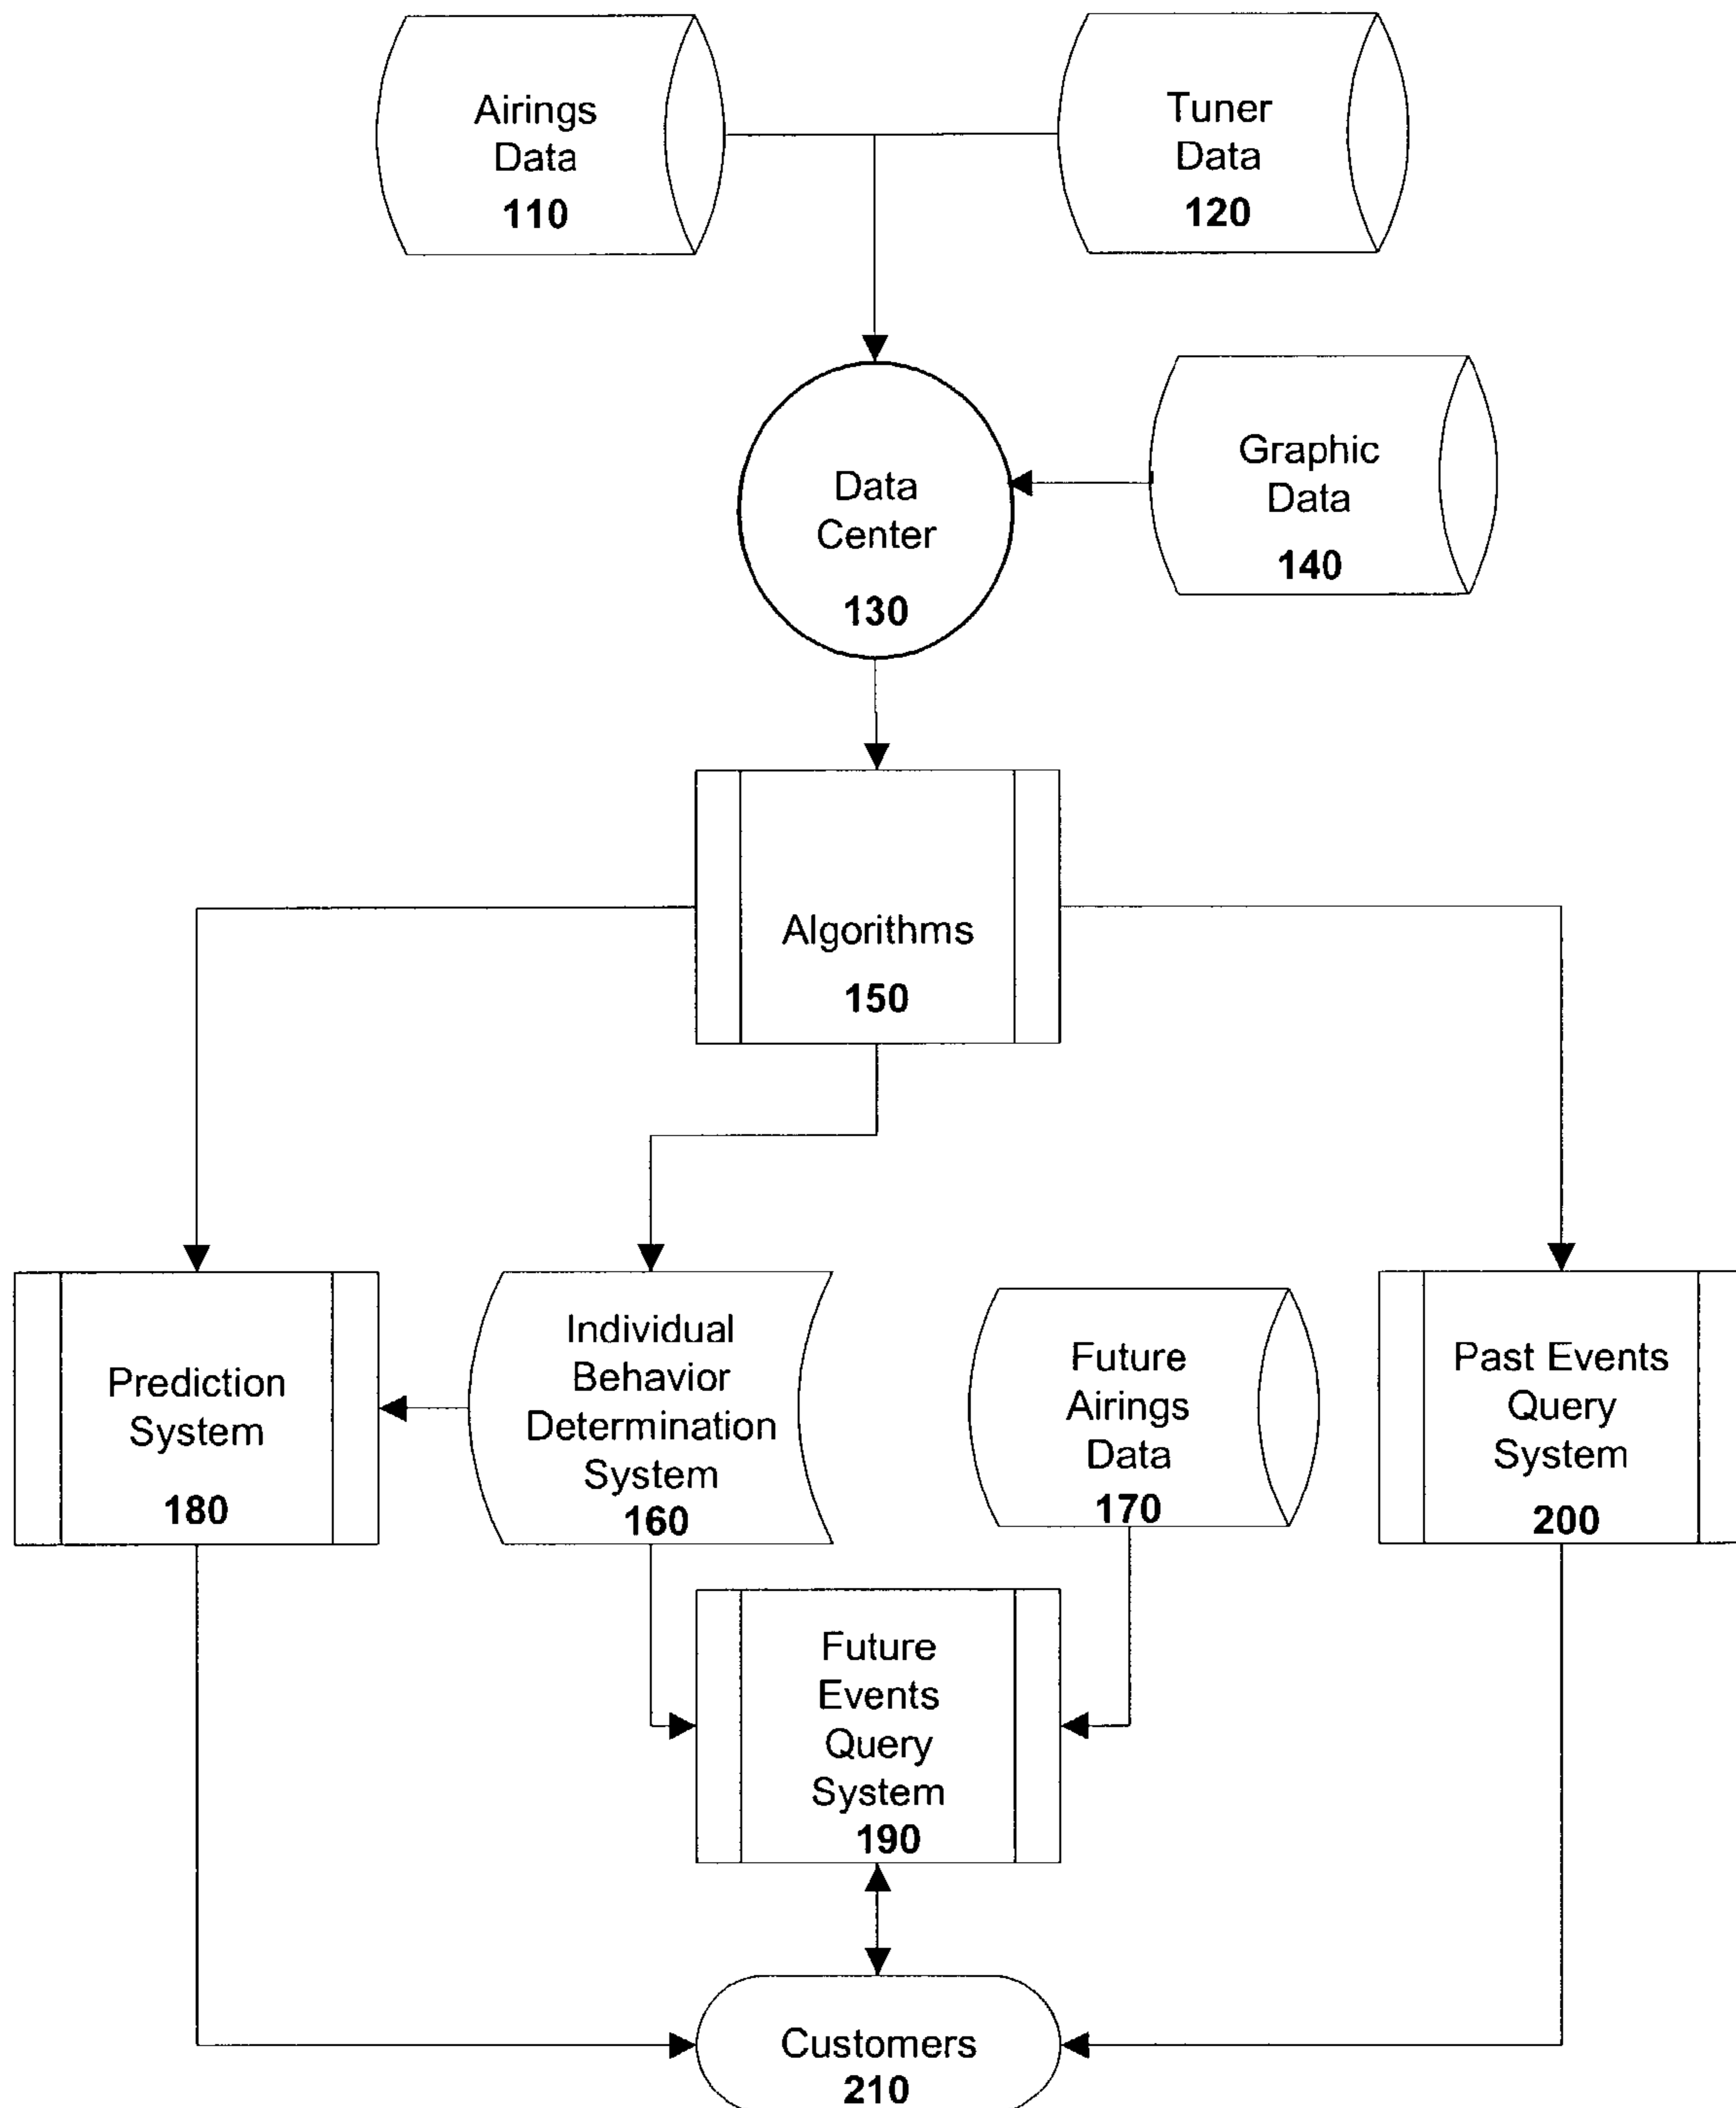 Airings
Data
110
Tuner
Data
120
Data
Center
130
Graphic
Data
140
Algorithms
150
Prediction
System
180
Individual
Behavior
Determination
System
160
Future
Airings
Data
170
Past Events
Query
System
200
Future
Events
Query
System
190
Customers
210